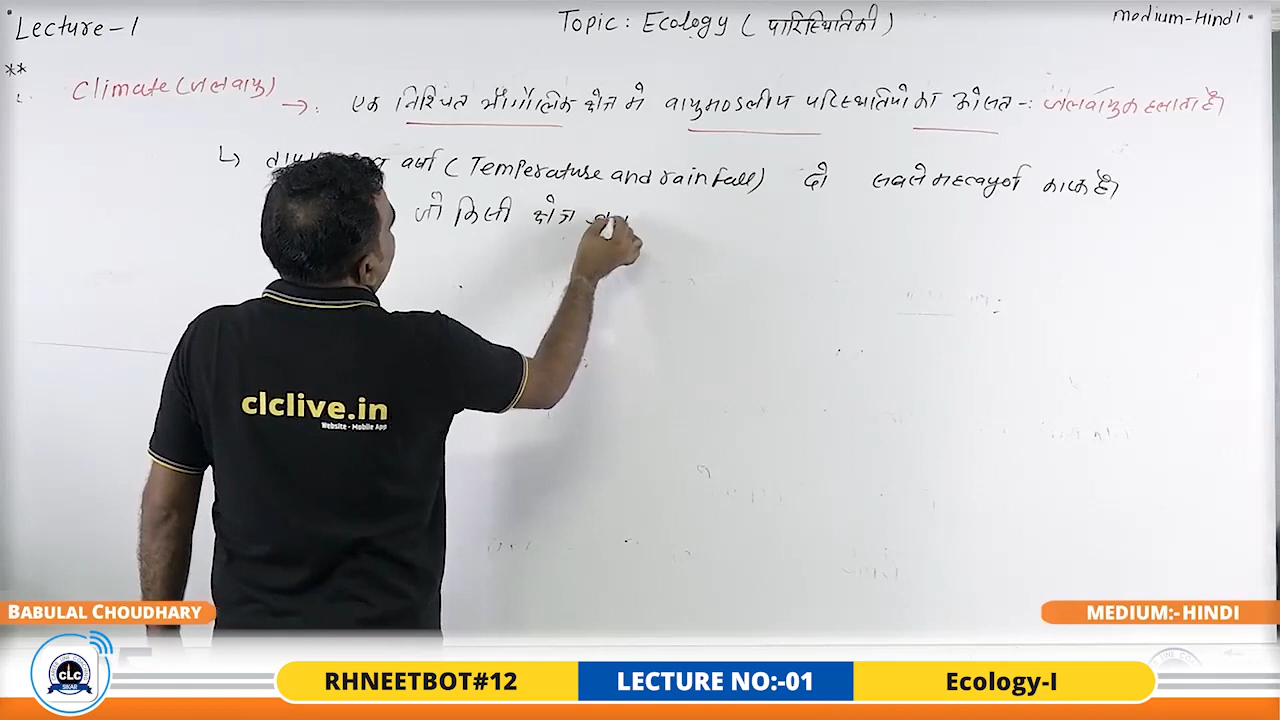 Lecture-1
Topic: Ecology (पारिस्थितिकी)
medium-Hindi
**
Climate (जलवायु) → : एक निश्चित भौगोलिक क्षेत्र मे वायुमण्डलीय परिस्थितियो का औसत -: जलवायु कहलाता है।
↳ वर्षा (Temperature and rainfall) दो सबसे महत्वपूर्ण कारक है।
जो किसी क्षेत्र
clclive.in
Website - Mobile App
BABULAL CHOUDHARY
MEDIUM:- HINDI
CLC
SIKAR
RHNEETBOT#12
LECTURE NO:-01
Ecology-I